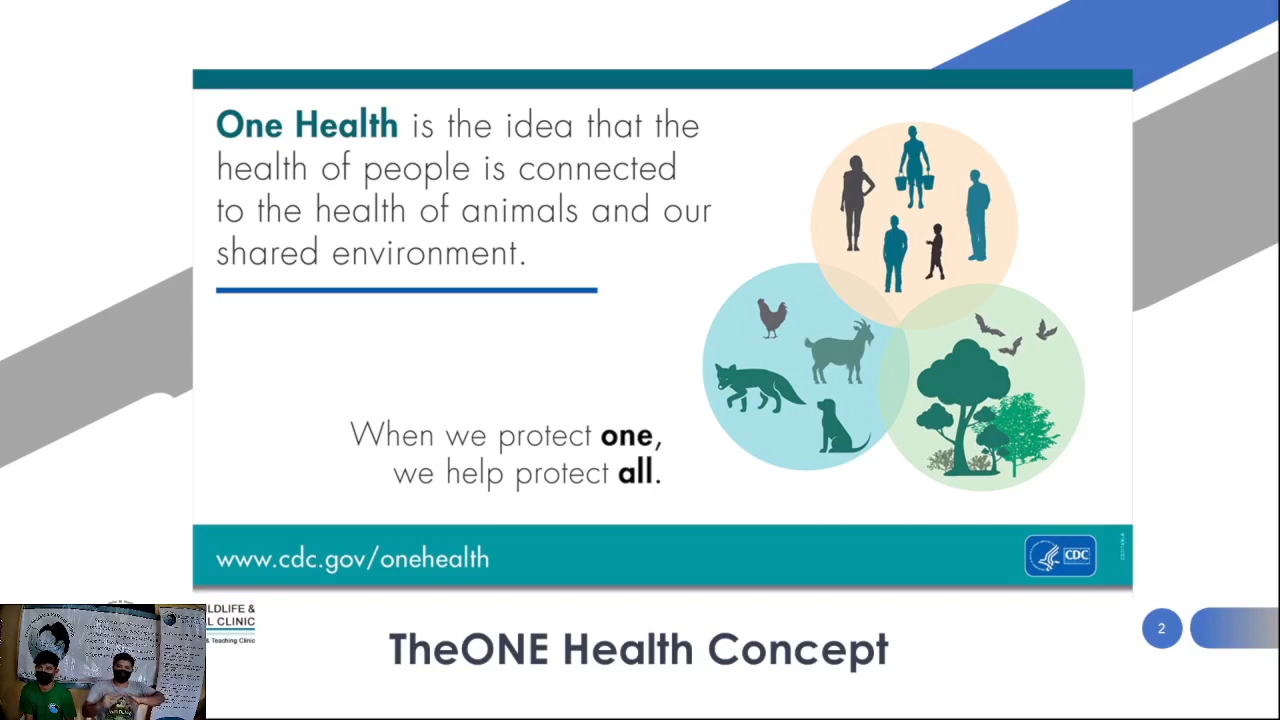 One Health is the idea that the
health of people is connected
to the health of animals and our
shared environment.
When we protect one,
we help protect all.
www.cdc.gov/onehealth
CDC
ILDLIFE &
L CLINIC
& Teaching Clinic
TheONE Health Concept
2